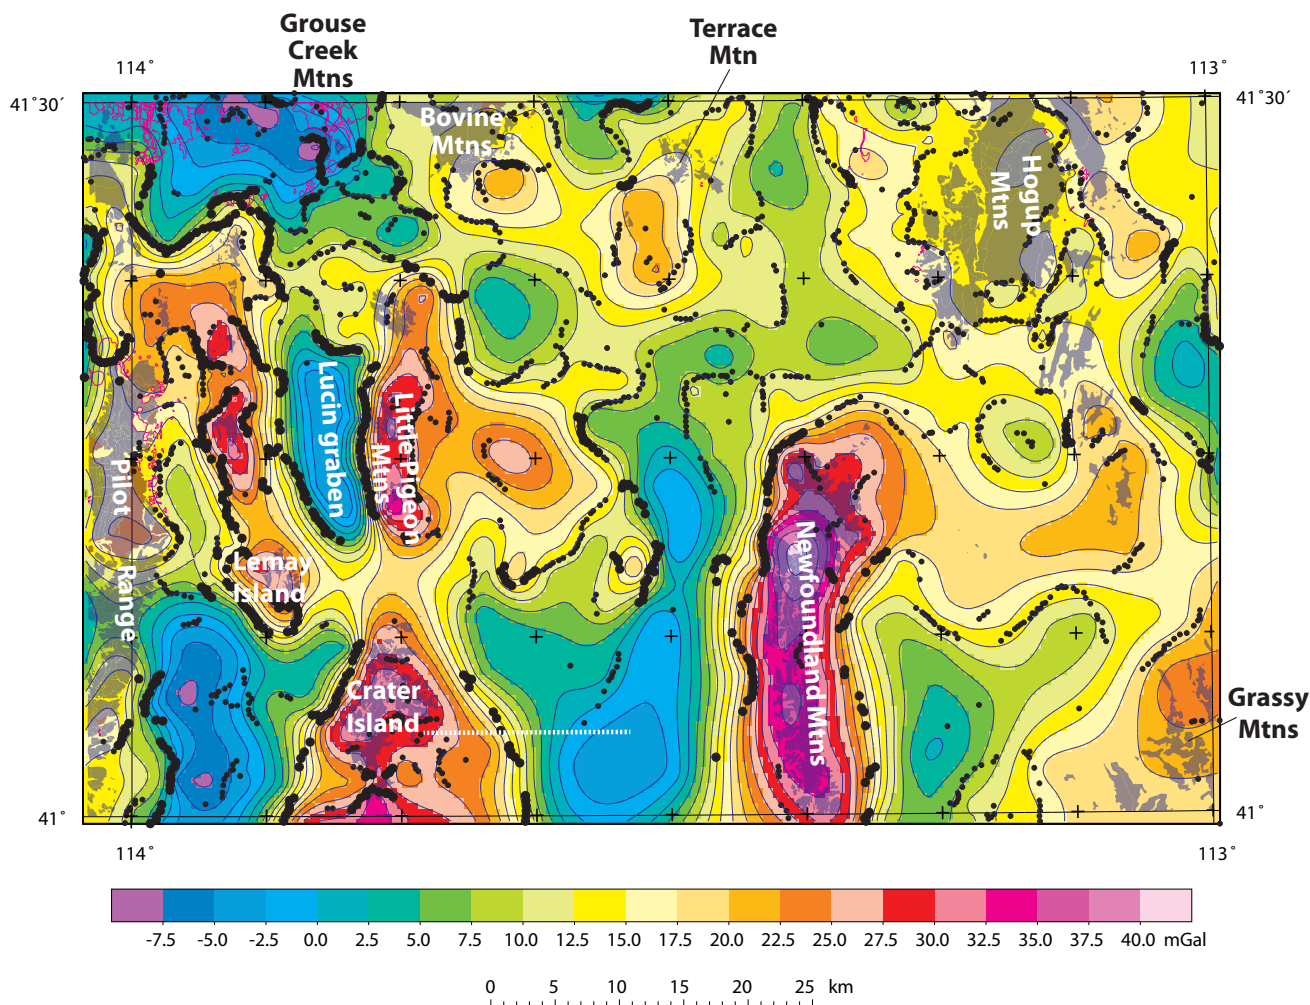 Grouse
Creek
Mtns
Terrace
Mtn
114˚
113˚
41˚30´
41˚30´
Bovine
Mtns
Hogup
Mtns
Lucin graben
Little Pigeon
Mtns
Pilot
Range
Lemay
Island
Newfoundland Mtns
Crater
Island
Grassy
Mtns
41˚
41˚
114˚
113˚
-7.5 -5.0 -2.5 0.0 2.5 5.0 7.5 10.0 12.5 15.0 17.5 20.0 22.5 25.0 27.5 30.0 32.5 35.0 37.5 40.0 mGal
0 5 10 15 20 25 km